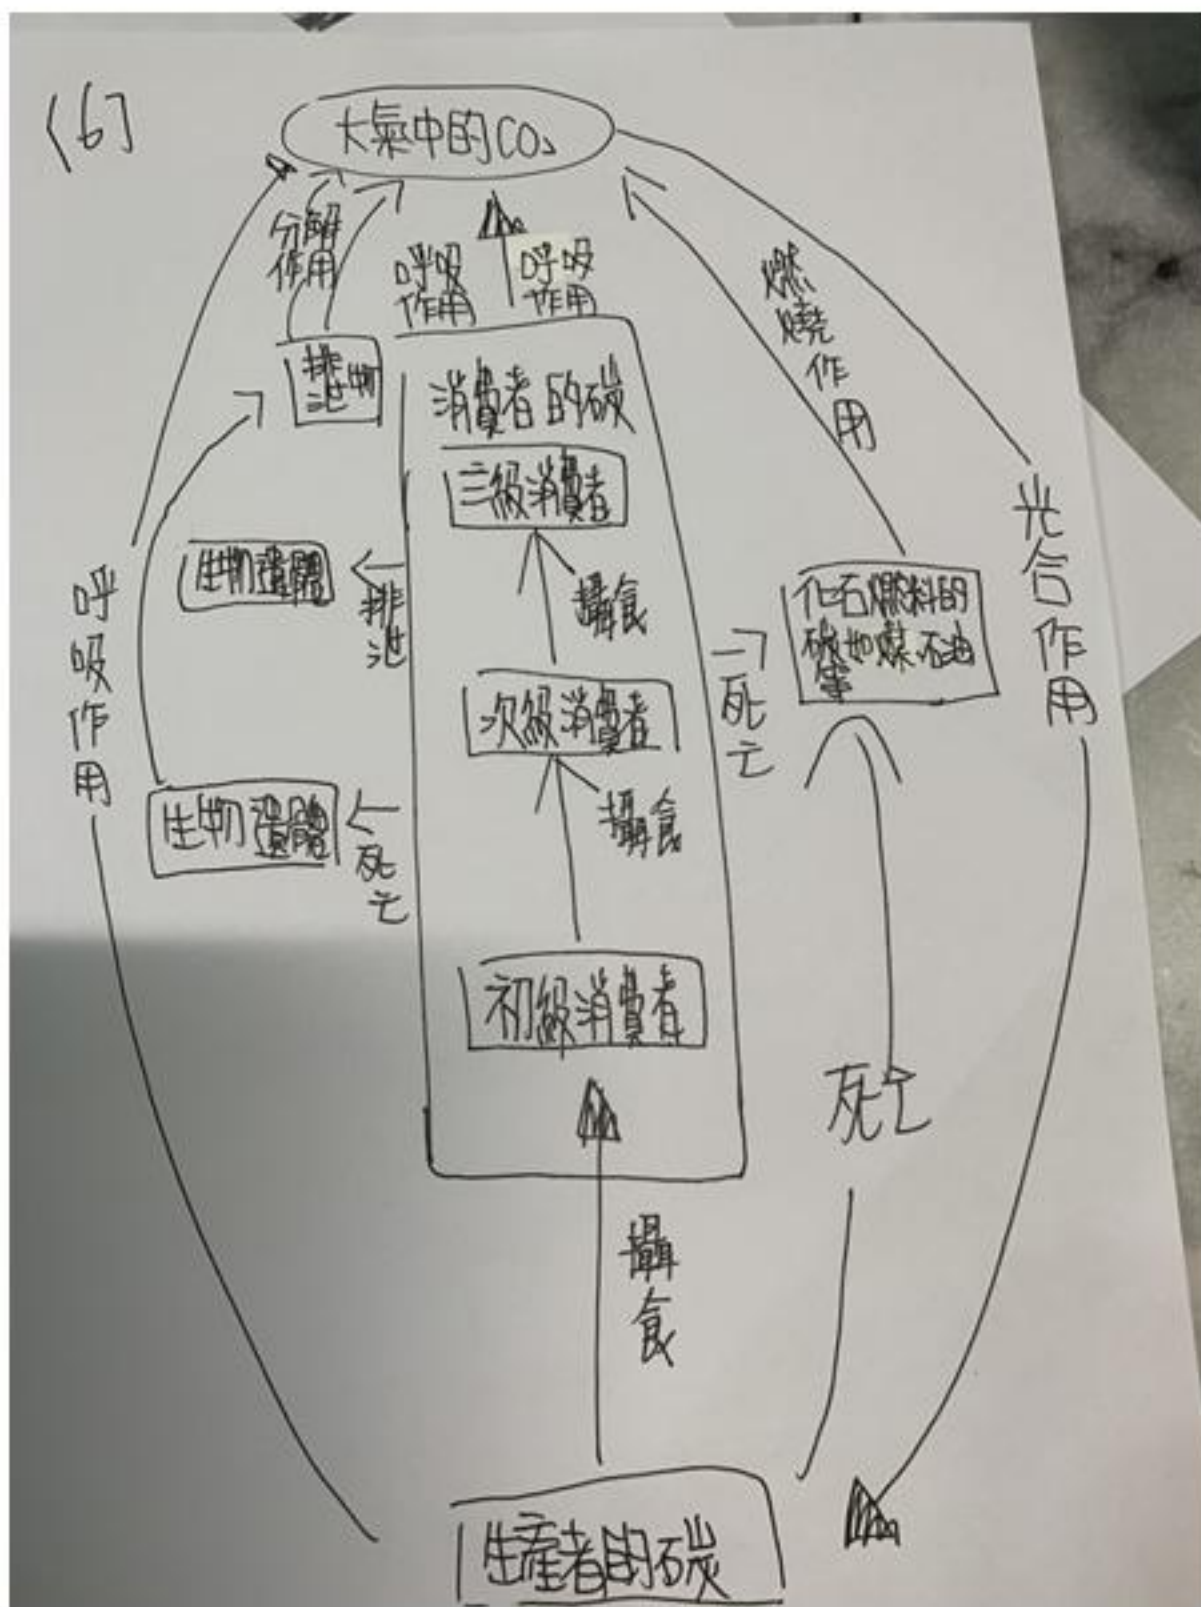 (6)
大氣中的CO₂
分解
作用
呼吸
作用
呼吸
作用
燃燒作用
排泄物
消費者的碳
三級消費者
光合作用
生物遺體
排泄
攝食
化石燃料的
碳如煤、石油
等
呼吸作用
次級消費者
死亡
攝食
生物遺體
死亡
初級消費者
死亡
攝食
生產者的碳